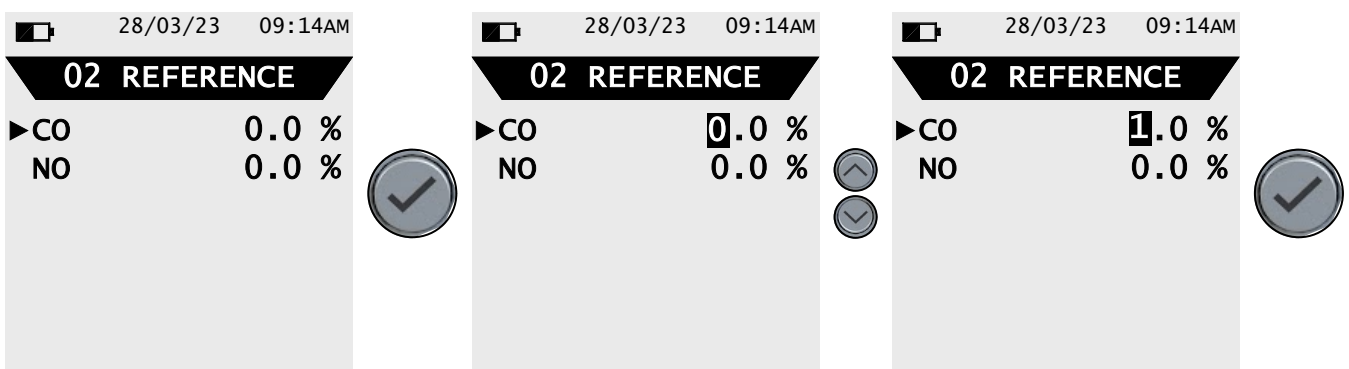 28/03/23 09:14AM
02 REFERENCE
▶CO 0.0 %
NO 0.0 %
28/03/23 09:14AM
02 REFERENCE
▶CO 0.0 %
NO 0.0 %
28/03/23 09:14AM
02 REFERENCE
▶CO 1.0 %
NO 0.0 %